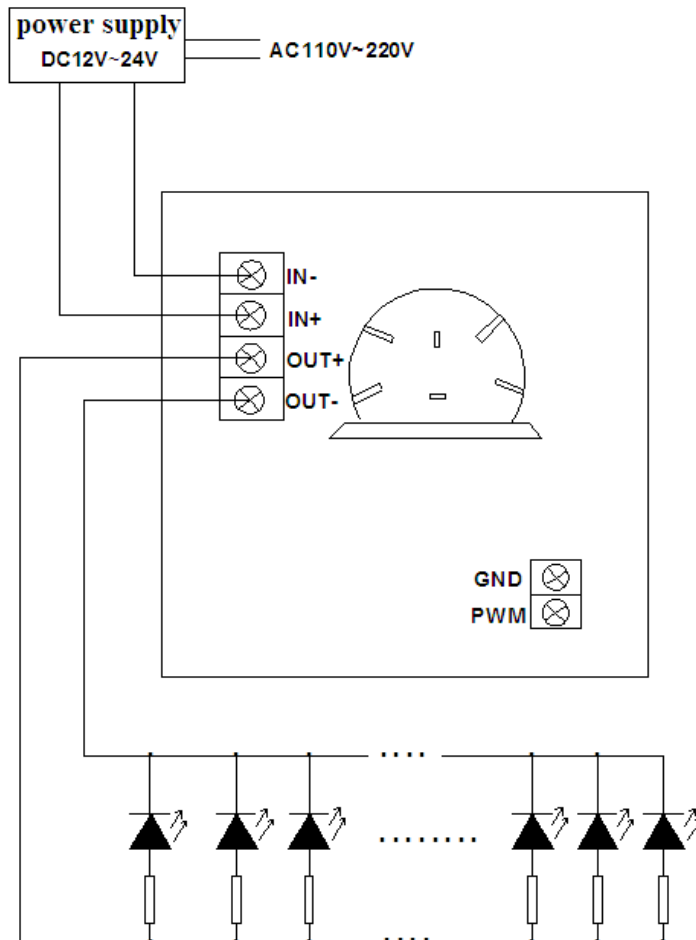 power supply
DC12V~24V
AC110V~220V
IN-
IN+
OUT+
OUT-
GND
PWM